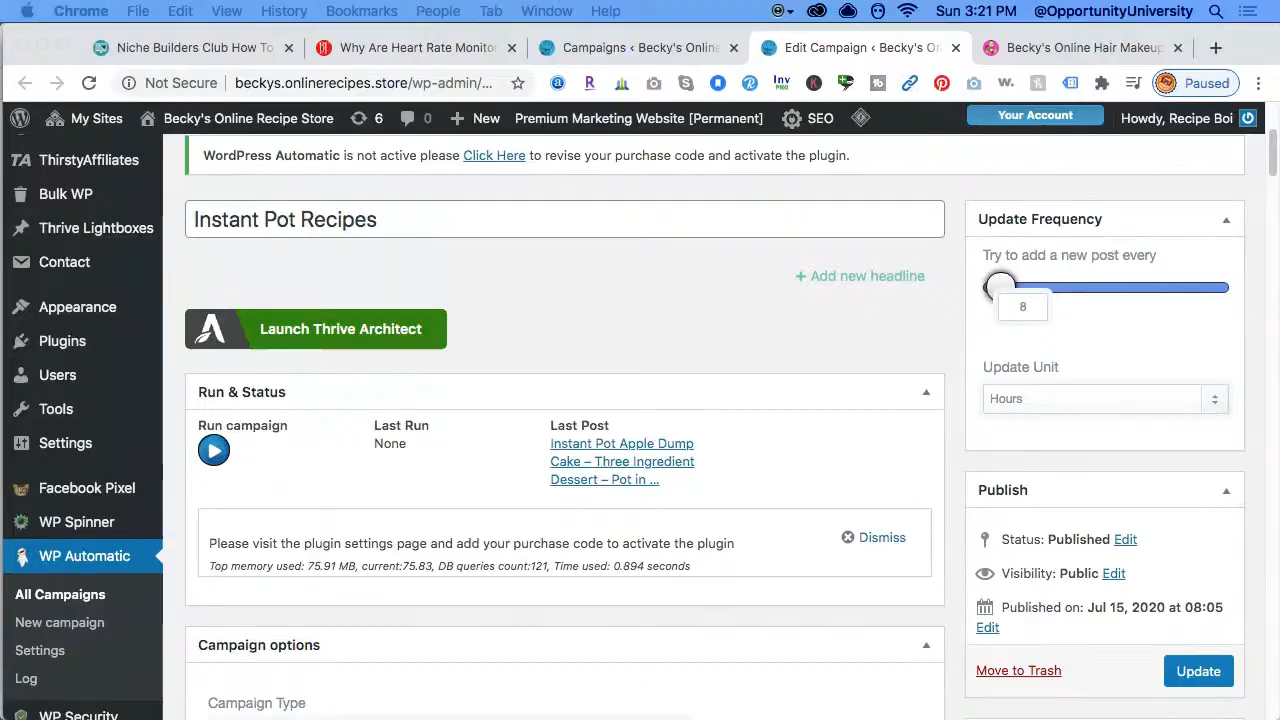 Chrome File Edit View History Bookmarks People Tab Window Help Sun 3:21 PM @OpportunityUniversity
Niche Builders Club How To
Why Are Heart Rate Monitor
Campaigns ‹ Becky's Online
Edit Campaign ‹ Becky's On
Becky's Online Hair Makeup
Not Secure beckys.onlinerecipes.store/wp-admin/... Paused
My Sites Becky's Online Recipe Store 6 0 New Premium Marketing Website [Permanent] SEO Your Account Howdy, Recipe Boi
ThirstyAffiliates
Bulk WP
Thrive Lightboxes
Contact
Appearance
Plugins
Users
Tools
Settings
Facebook Pixel
WP Spinner
WP Automatic
All Campaigns
New campaign
Settings
Log
WP Security
WordPress Automatic is not active please Click Here to revise your purchase code and activate the plugin.
Instant Pot Recipes
+ Add new headline
Launch Thrive Architect
Run & Status
Run campaign
Last Run
None
Last Post
Instant Pot Apple Dump
Cake – Three Ingredient
Dessert – Pot in ...
Please visit the plugin settings page and add your purchase code to activate the plugin
Dismiss
Top memory used: 75.91 MB, current:75.83, DB queries count:121, Time used: 0.894 seconds
Campaign options
Campaign Type
Update Frequency
Try to add a new post every
8
Update Unit
Hours
Publish
Status: Published Edit
Visibility: Public Edit
Published on: Jul 15, 2020 at 08:05
Edit
Move to Trash
Update